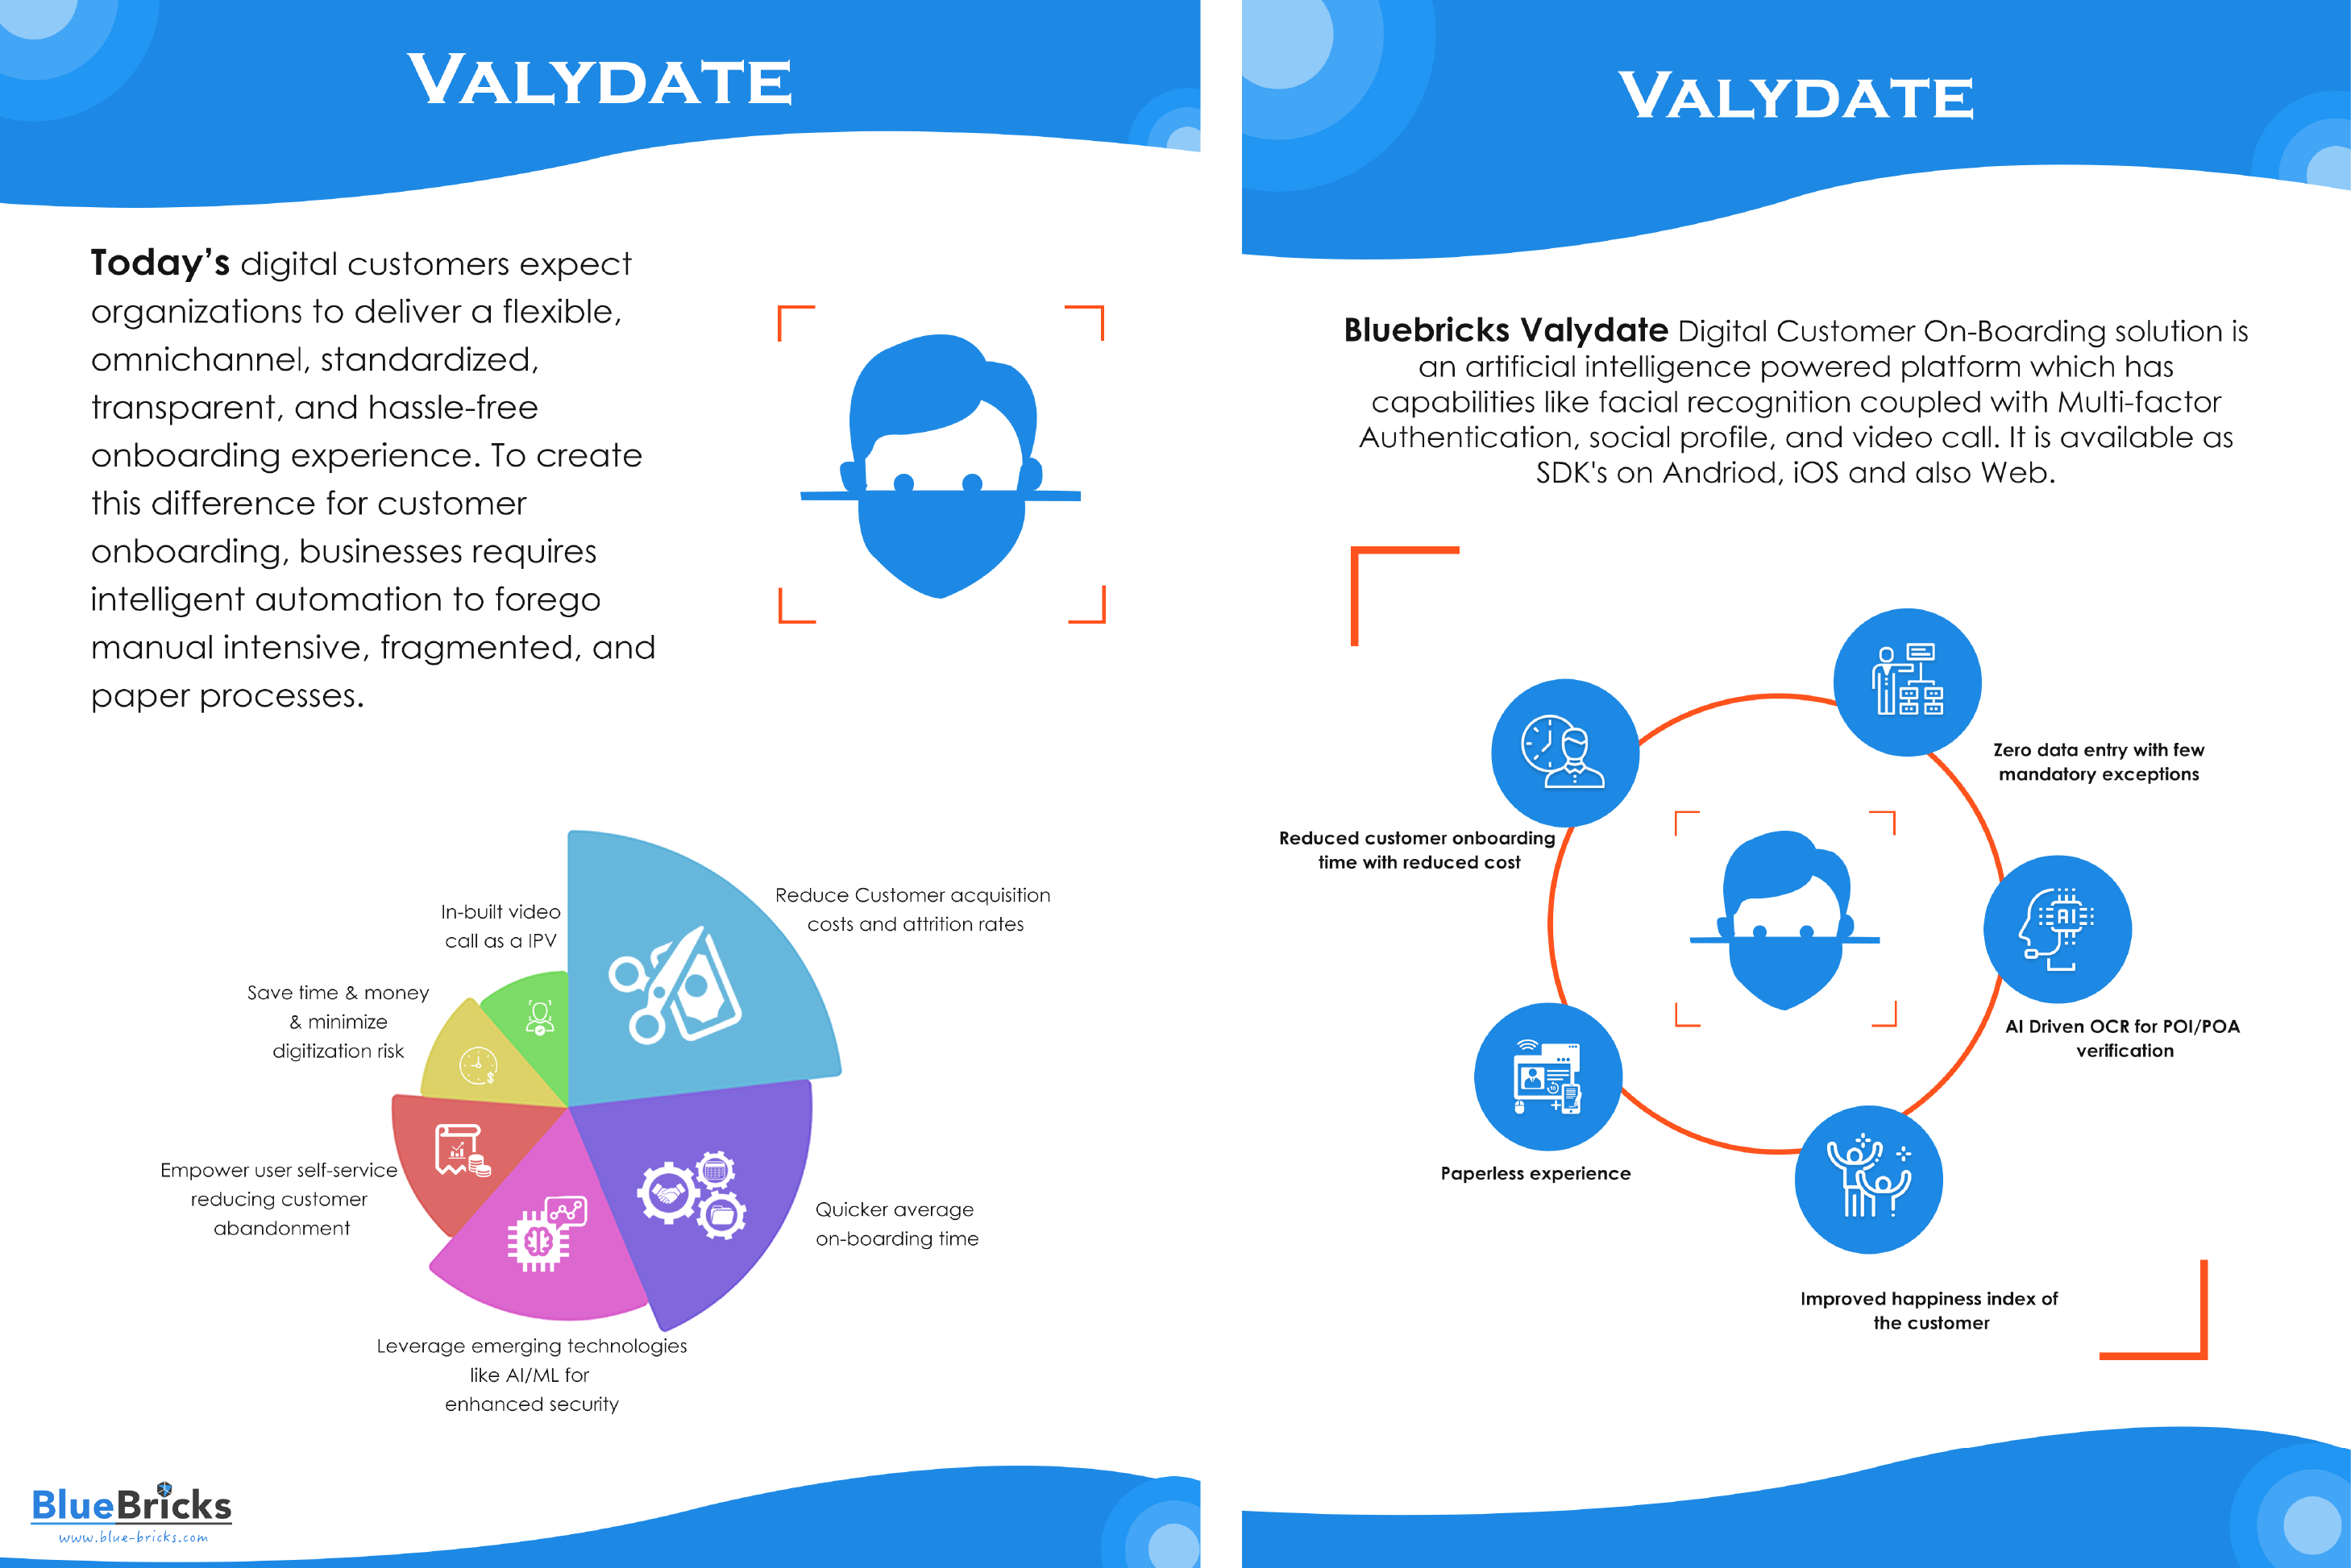 VALYDATE
Today's digital customers expect
organizations to deliver a flexible,
omnichannel, standardized,
transparent, and hassle-free
onboarding experience. To create
this difference for customer
onboarding, businesses requires
intelligent automation to forego
manual intensive, fragmented, and
paper processes.
Reduce Customer acquisition
costs and attrition rates
In-built video
call as a IPV
Save time & money
& minimize
digitization risk
Empower user self-service
reducing customer
abandonment
Quicker average
on-boarding time
Leverage emerging technologies
like AI/ML for
enhanced security
BlueBricks
www.blue-bricks.com
VALYDATE
Bluebricks Valydate Digital Customer On-Boarding solution is
an artificial intelligence powered platform which has
capabilities like facial recognition coupled with Multi-factor
Authentication, social profile, and video call. It is available as
SDK's on Andriod, iOS and also Web.
Zero data entry with few
mandatory exceptions
Reduced customer onboarding
time with reduced cost
AI
AI Driven OCR for POI/POA
verification
Paperless experience
Improved happiness index of
the customer